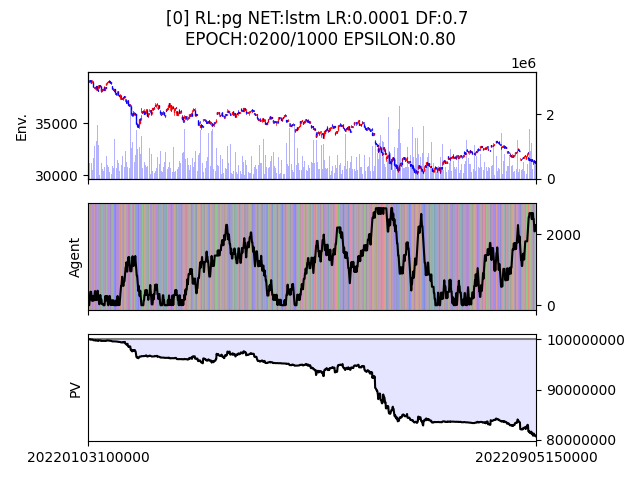 [0] RL:pg NET:lstm LR:0.0001 DF:0.7
EPOCH:0200/1000 EPSILON:0.80
1e6
Env.
35000
30000
2
0
Agent
2000
0
PV
100000000
90000000
80000000
20220103100000
20220905150000